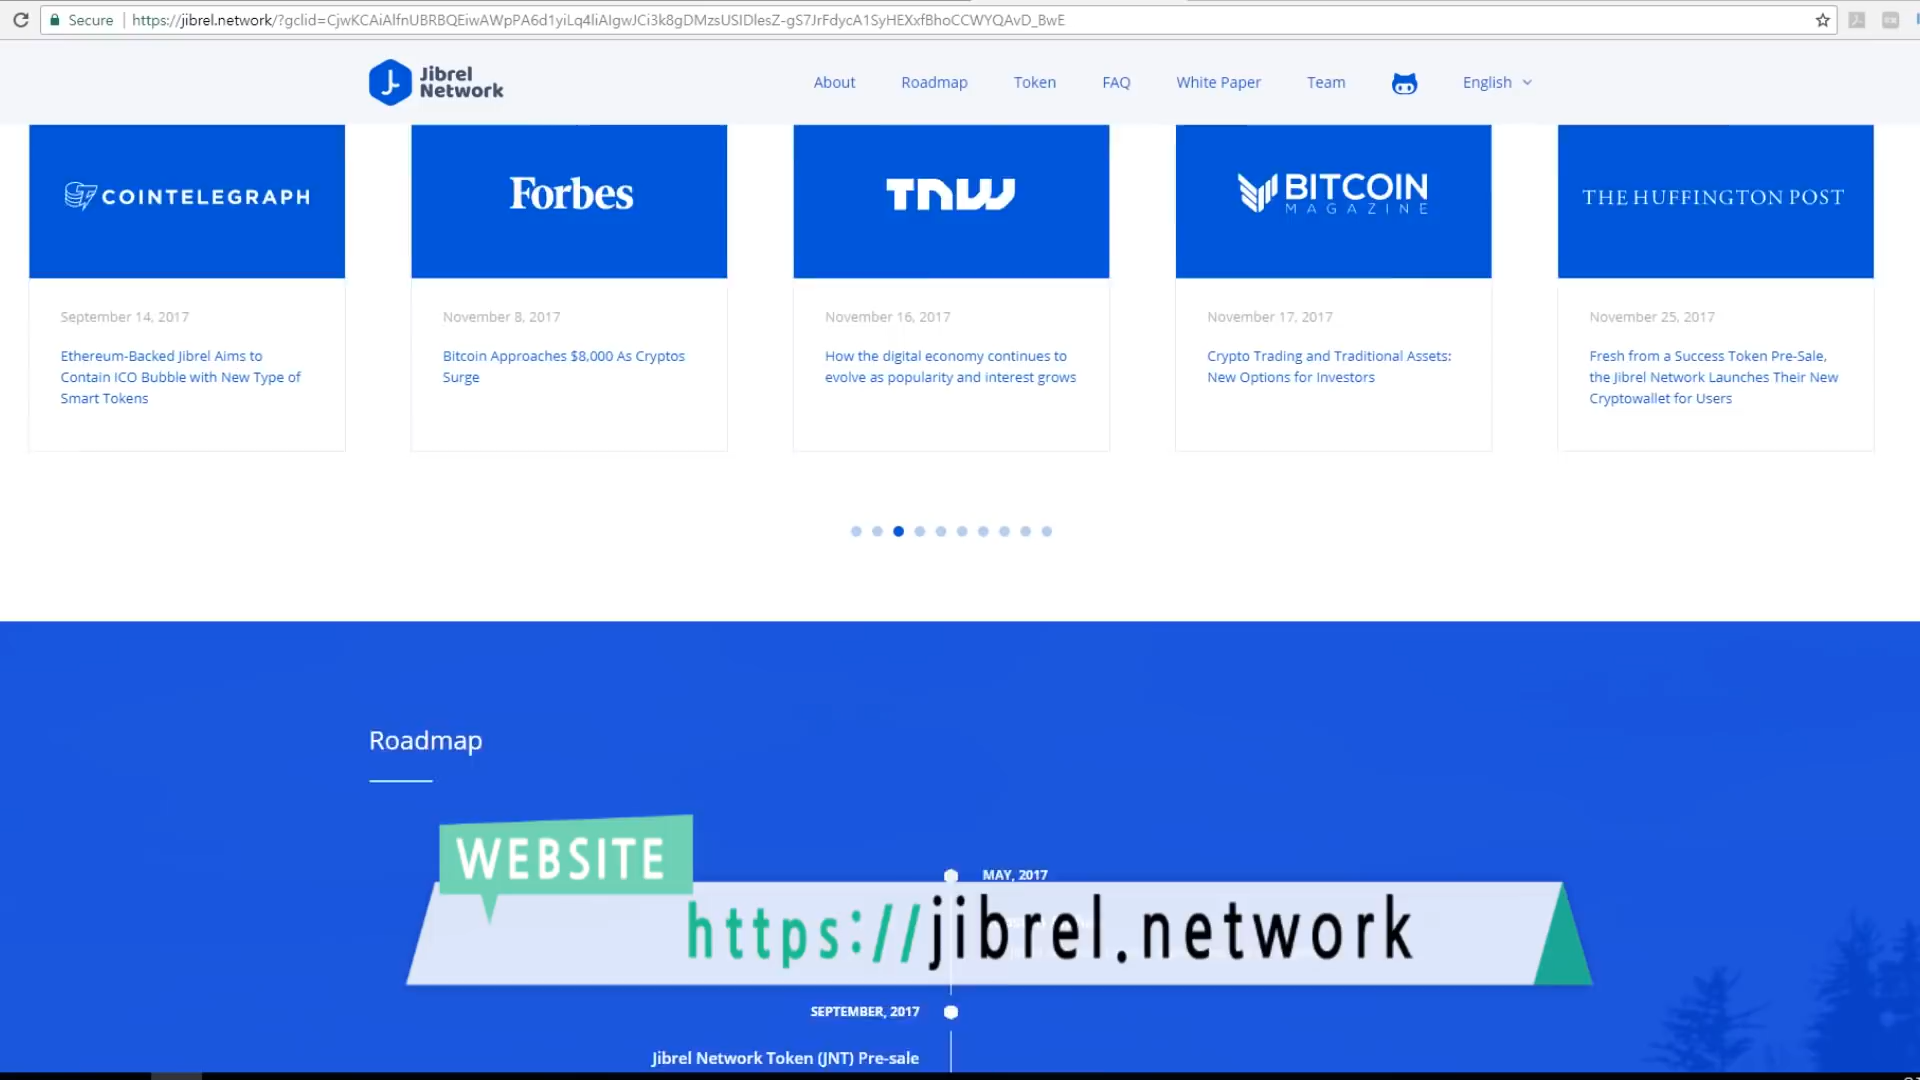 Secure
https://jibrel.network/?gclid=CjwKCAiAlfnUBRBQEiwAWpPA6d1yiLq4liAIgwJCi3k8gDMzsUSIDlesZ-gS7JrFdycA1SyHEXxfBhoCCWYQAvD_BwE
Jibrel
Network
About
Roadmap
Token
FAQ
White Paper
Team
English
COINTELEGRAPH
Forbes
TNW
BITCOIN
MAGAZINE
THE HUFFINGTON POST
September 14, 2017
Ethereum-Backed Jibrel Aims to
Contain ICO Bubble with New Type of
Smart Tokens
November 8, 2017
Bitcoin Approaches $8,000 As Cryptos
Surge
November 16, 2017
How the digital economy continues to
evolve as popularity and interest grows
November 17, 2017
Crypto Trading and Traditional Assets:
New Options for Investors
November 25, 2017
Fresh from a Success Token Pre-Sale,
the Jibrel Network Launches Their New
Cryptowallet for Users
Roadmap
WEBSITE
MAY, 2017
https://jibrel.network
SEPTEMBER, 2017
Jibrel Network Token (JNT) Pre-sale